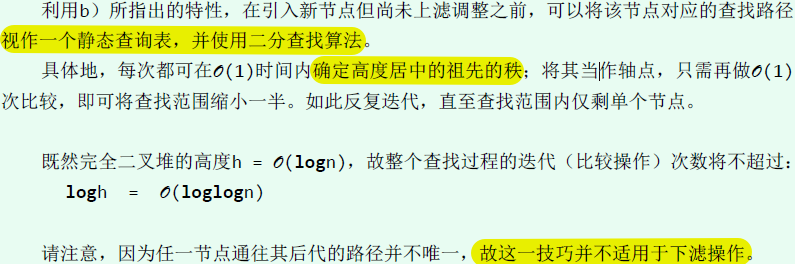 利用b）所指出的特性，在引入新节点但尚未上滤调整之前，可以将该节点对应的查找路径
视作一个静态查询表，并使用二分查找算法。
具体地，每次都可在O(1)时间内确定高度居中的祖先的秩；将其当作轴点，只需再做O(1)
次比较，即可将查找范围缩小一半。如此反复迭代，直至查找范围内仅剩单个节点。
既然完全二叉堆的高度h = O(logn)，故整个查找过程的迭代（比较操作）次数将不超过：
logh = O(loglogn)
请注意，因为任一节点通往其后代的路径并不唯一，故这一技巧并不适用于下滤操作。